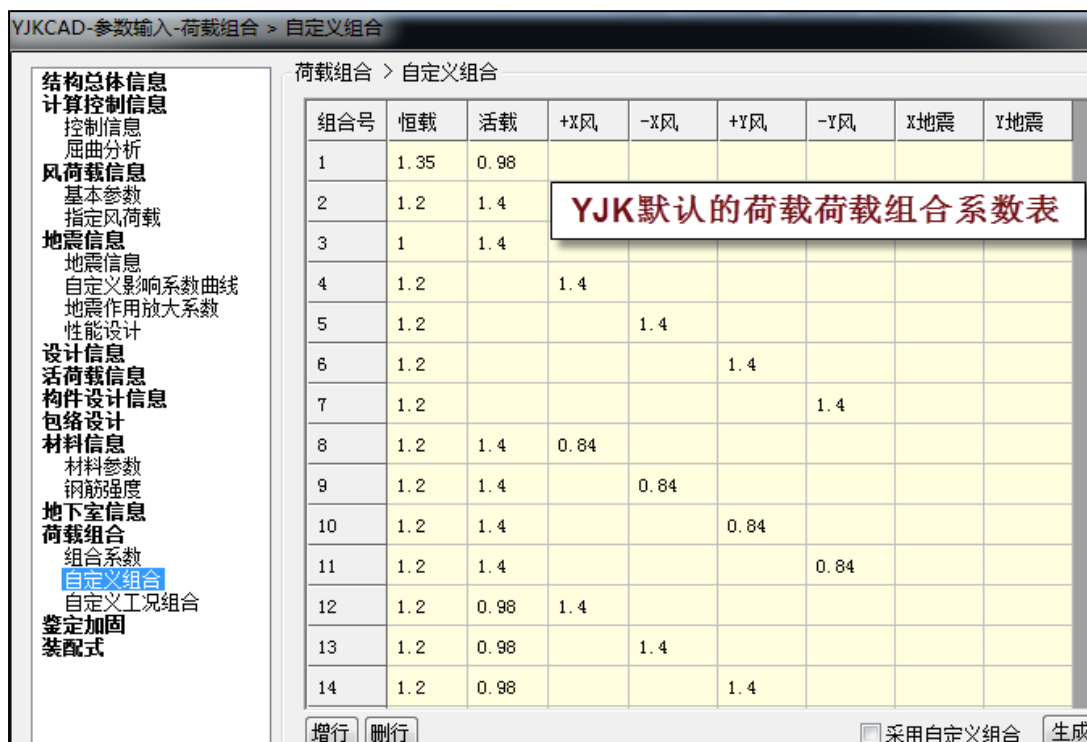 YJKCAD-参数输入-荷载组合 > 自定义组合
结构总体信息
计算控制信息
控制信息
屈曲分析
风荷载信息
基本参数
指定风荷载
地震信息
地震信息
自定义影响系数曲线
地震作用放大系数
性能设计
设计信息
活荷载信息
构件设计信息
包络设计
材料信息
材料参数
钢筋强度
地下室信息
荷载组合
组合系数
自定义组合
自定义工况组合
鉴定加固
装配式
荷载组合 > 自定义组合
组合号 恒载 活载 +X风 -X风 +Y风 -Y风 X地震 Y地震
1 1.35 0.98
2 1.2 1.4
YJK默认的荷载荷载组合系数表
3 1 1.4
4 1.2 1.4
5 1.2 1.4
6 1.2 1.4
7 1.2 1.4
8 1.2 1.4 0.84
9 1.2 1.4 0.84
10 1.2 1.4 0.84
11 1.2 1.4 0.84
12 1.2 0.98 1.4
13 1.2 0.98 1.4
14 1.2 0.98 1.4
增行 删行 采用自定义组合 生成